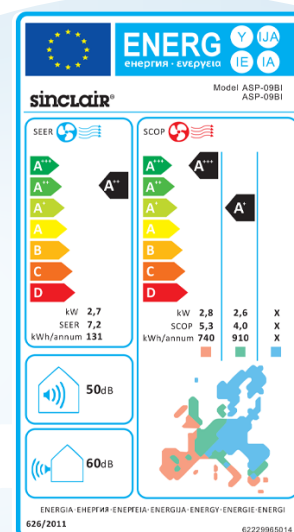 ENERG Y IJA
енергия · ενεργεια IE IA
sinclair®
Model ASP-09BI
ASP-09BI
SEER
SCOP
A+++ A+++ A+++
A++ A++ A++
A+ A+ A+
A A
B B
C C
D D
kW 2,7 kW 2,8 2,6 X
SEER 7,2 SCOP 5,3 4,0 X
kWh/annum 131 kWh/annum 740 910 X
50dB
60dB
ENERGIA·ЕНЕРГИЯ·ΕΝΕΡΓΕΙΑ·ENERGIJA·ENERGY·ENERGIE·ENERGI
626/2011
62229965014